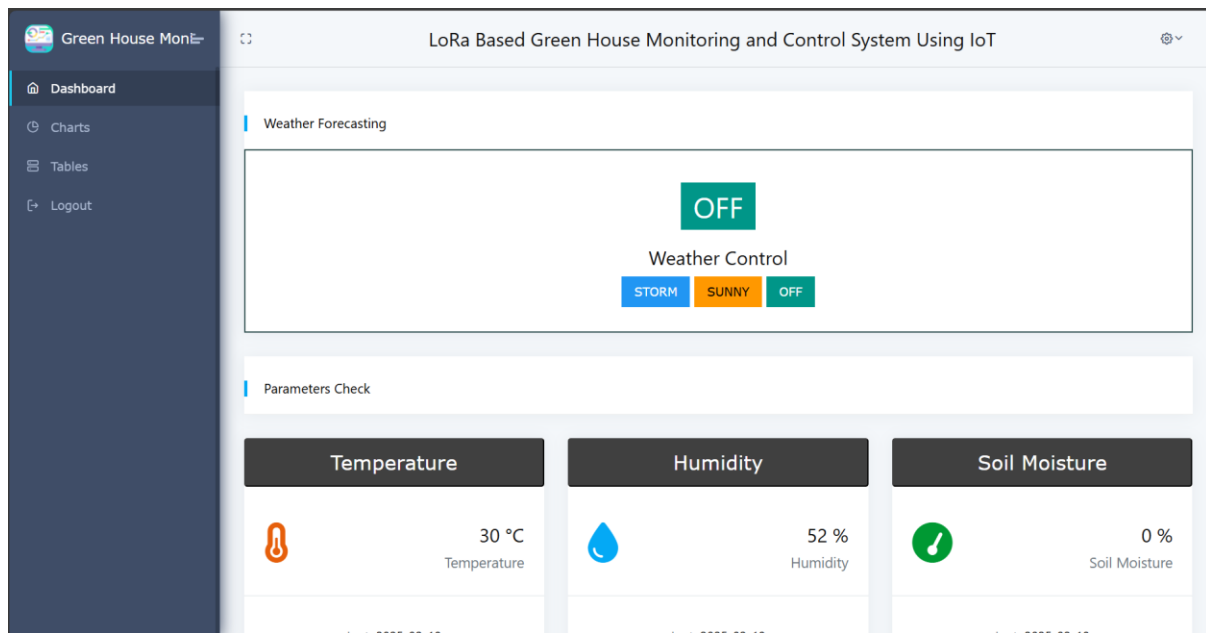 Green House Mon
LoRa Based Green House Monitoring and Control System Using IoT
Dashboard
Charts
Tables
Logout
Weather Forecasting
OFF
Weather Control
STORM SUNNY OFF
Parameters Check
Temperature
30 °C
Temperature
Humidity
52 %
Humidity
Soil Moisture
0 %
Soil Moisture